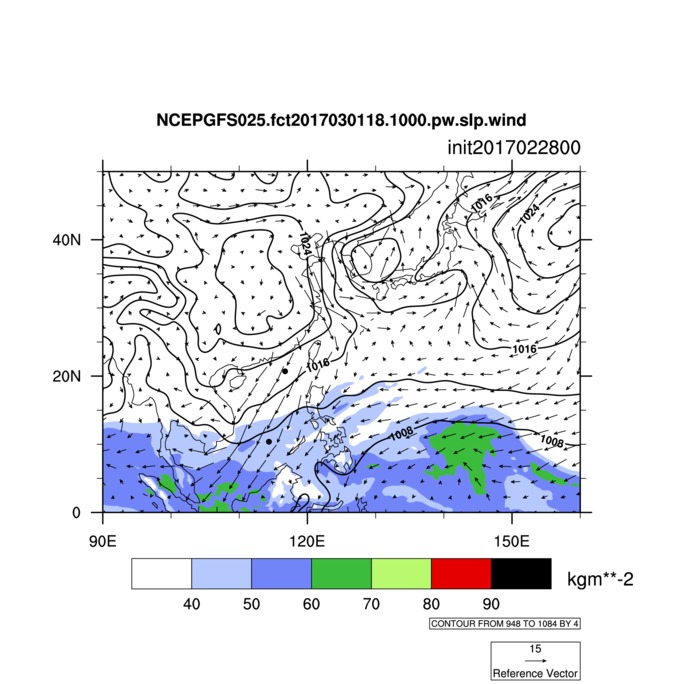 NCEPGFS025.fct2017030118.1000.pw.slp.wind
init2017022800
1016
1024
1024
40N
1016
1016
20N
1008
1008
0
90E 120E 150E
kgm**-2
40 50 60 70 80 90
CONTOUR FROM 948 TO 1084 BY 4
15
Reference Vector